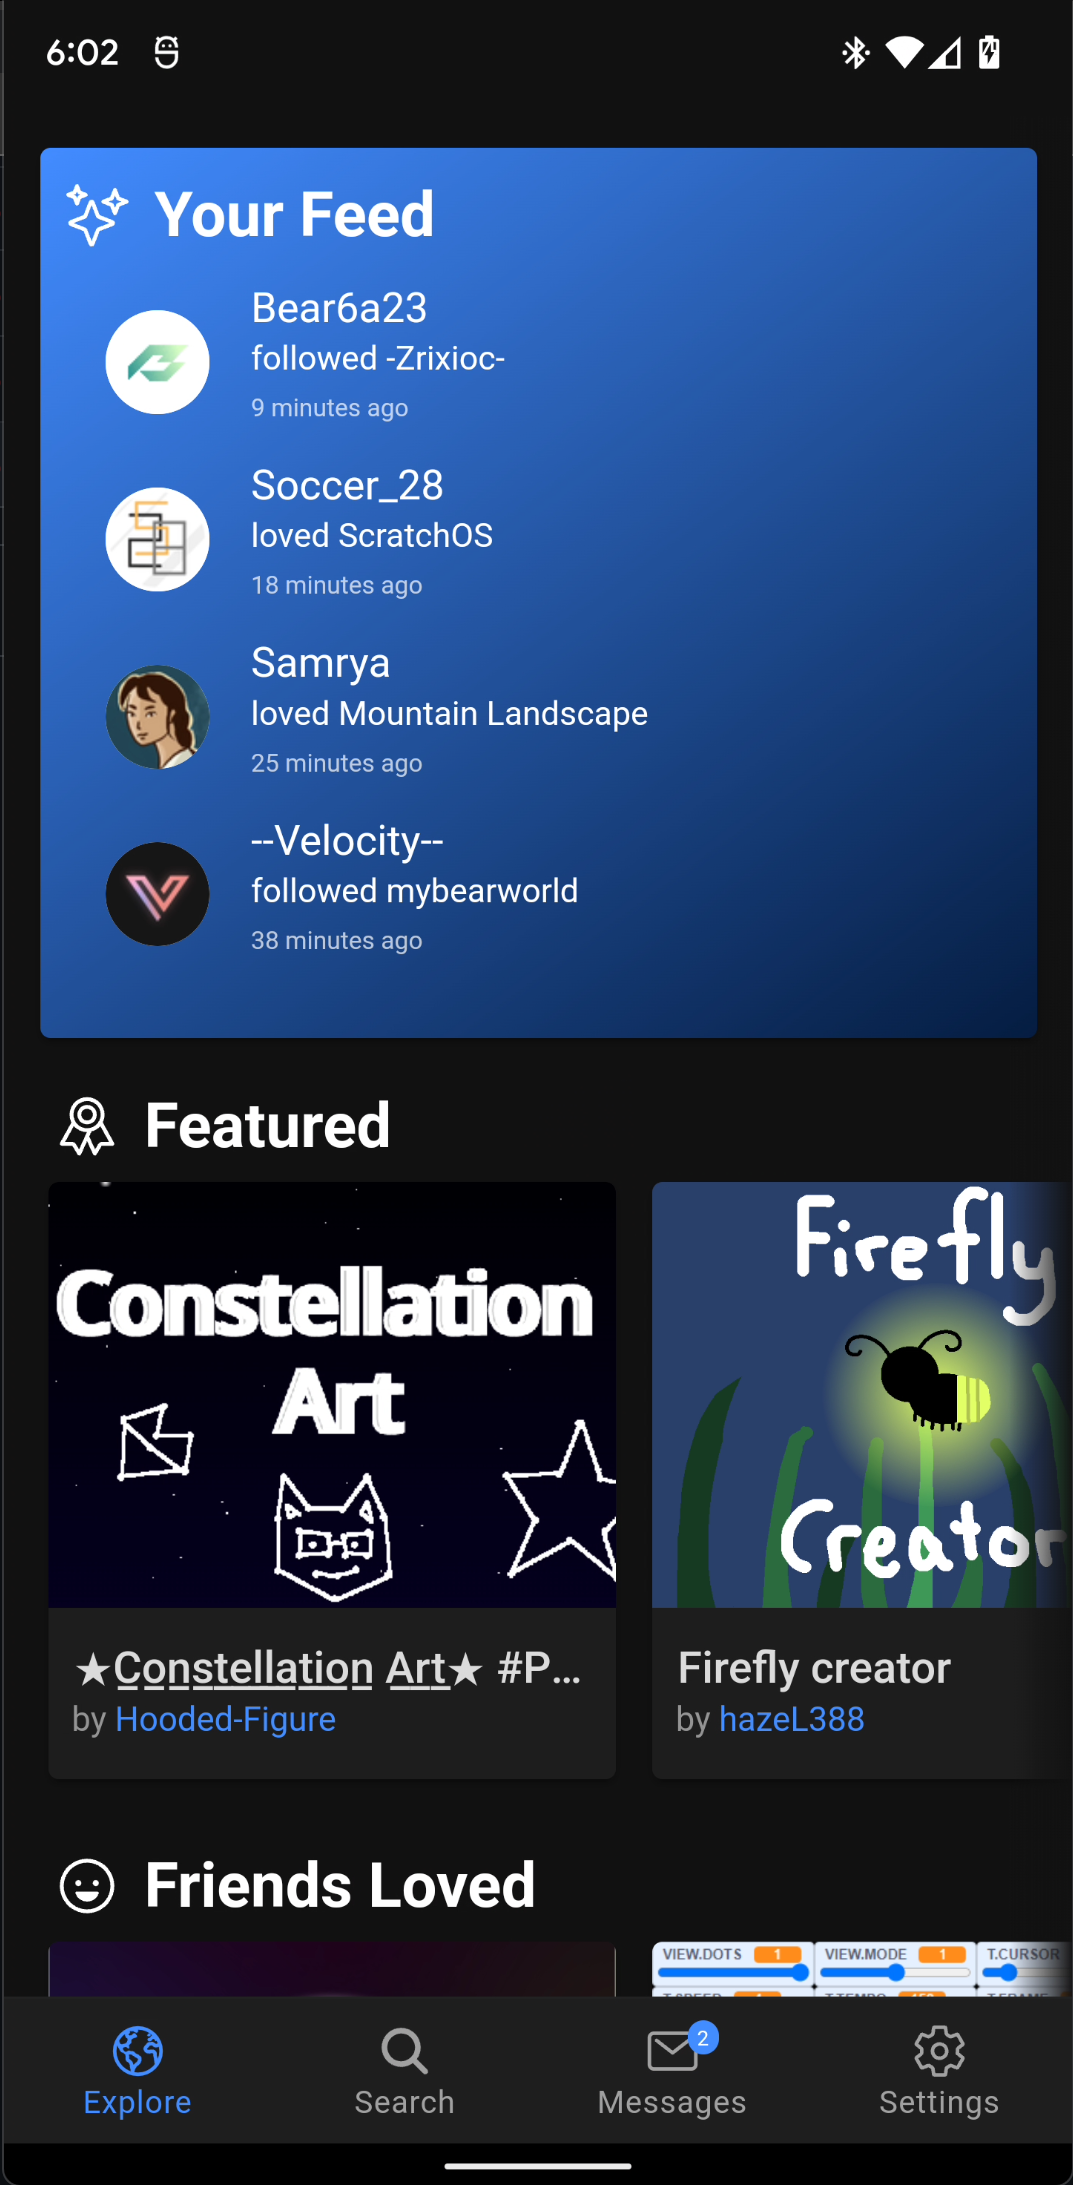 6:02
Your Feed
Bear6a23
followed -Zrixioc-
9 minutes ago
Soccer_28
loved ScratchOS
18 minutes ago
Samrya
loved Mountain Landscape
25 minutes ago
--Velocity--
followed mybearworld
38 minutes ago
Featured
Constellation
Art
Firefly
Creator
★C̲o̲n̲s̲t̲e̲l̲l̲a̲t̲i̲o̲n̲ A̲r̲t̲★ #P...
by Hooded-Figure
Firefly creator
by hazeL388
Friends Loved
VIEW.DOTS 1 VIEW.MODE 1 T.CURSOR
2
Explore Search Messages Settings